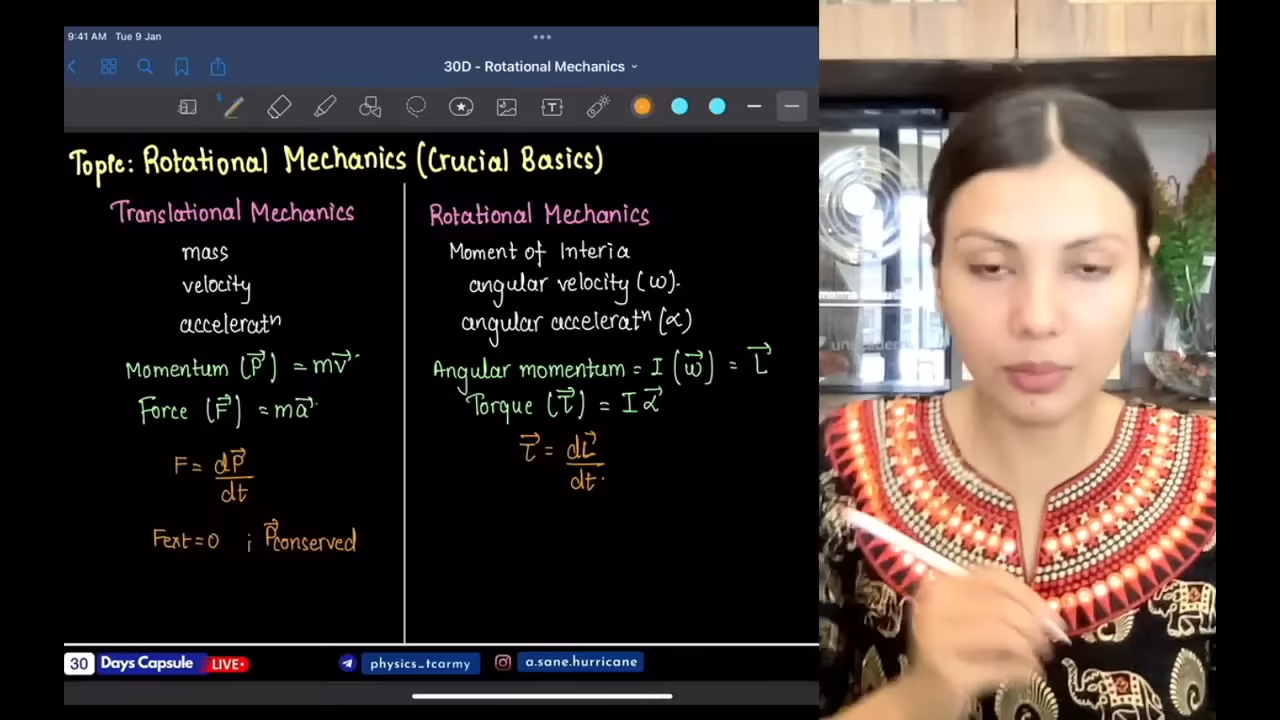 9:41 AM Tue 9 Jan
30D - Rotational Mechanics
Topic: Rotational Mechanics (Crucial Basics)
Translational Mechanics
mass
velocity
acceleratⁿ
Momentum (P⃗) = mv⃗
Force (F⃗) = ma⃗
F = dP⃗/dt
Fext = 0 ; P⃗conserved
Rotational Mechanics
Moment of Interia
angular velocity (ω).
angular acceleratⁿ (α)
Angular momentum = I (ω⃗) = L⃗
Torque (τ⃗) = Iα⃗
τ⃗ = dL⃗/dt
30 Days Capsule LIVE
physics_tcarmy
a.sane.hurricane